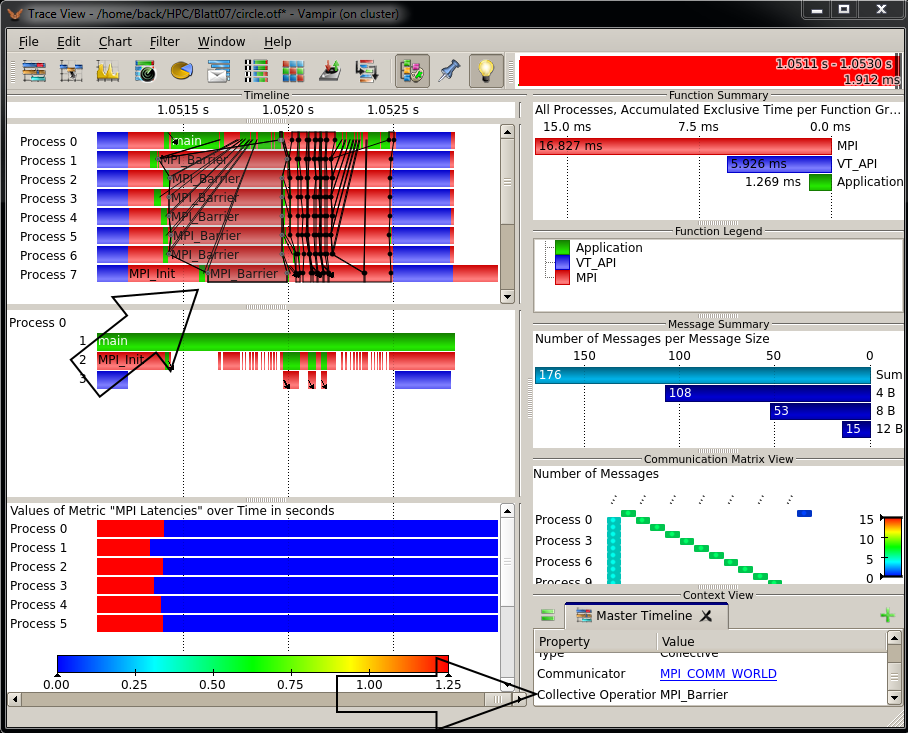 Trace View - /home/back/HPC/Blatt07/circle.otf* - Vampir (on cluster)
File Edit Chart Filter Window Help
1.0511 s - 1.0530 s
1.912 ms
Timeline
1.0515 s 1.0520 s 1.0525 s
Process 0 main
Process 1 MPI_Barrier
Process 2 MPI_Barrier
Process 3 MPI_Barrier
Process 4 MPI_Barrier
Process 5 MPI_Barrier
Process 6 MPI_Barrier
Process 7 MPI_Init MPI_Barrier
Process 0
1 main
2 MPI_Init
3
Values of Metric "MPI Latencies" over Time in seconds
Process 0
Process 1
Process 2
Process 3
Process 4
Process 5
0.00 0.25 0.50 0.75 1.00 1.25
Function Summary
All Processes, Accumulated Exclusive Time per Function Gr...
15.0 ms 7.5 ms 0.0 ms
16.827 ms MPI
5.926 ms VT_API
1.269 ms Application
Function Legend
Application
VT_API
MPI
Message Summary
Number of Messages per Message Size
150 100 50 0
176 Sum
108 4 B
53 8 B
15 12 B
Communication Matrix View
Number of Messages
Process 0
Process 3
Process 6
Process 9
15
10
5
0
Context View
Master Timeline
Property Value
Type Collective
Communicator MPI_COMM_WORLD
Collective Operatior MPI_Barrier